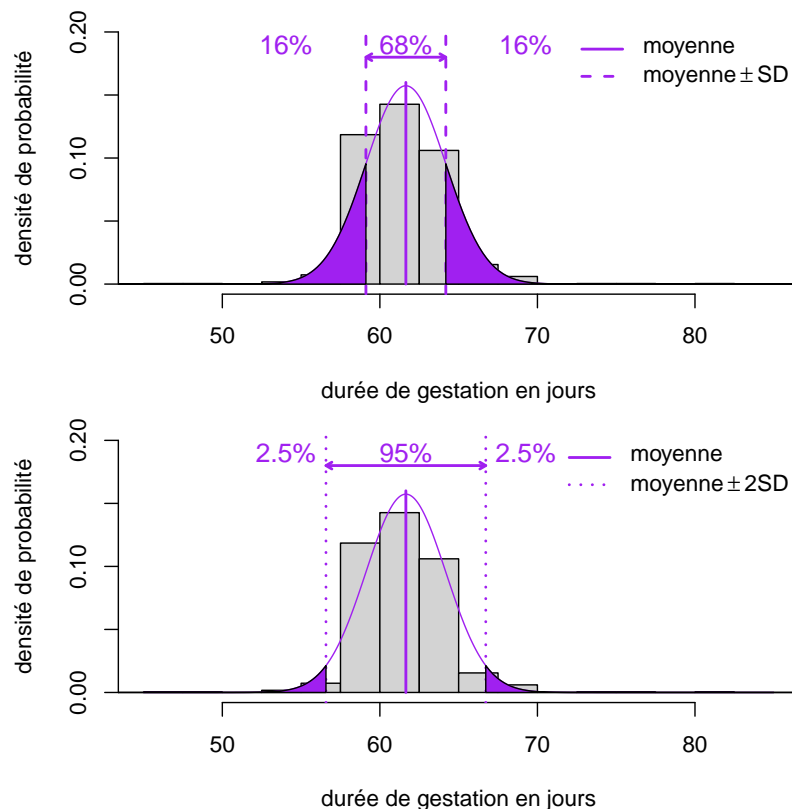 0.20
16% 68% 16%
moyenne
moyenne ± SD
densité de probabilité
0.10
0.00
50 60 70 80
durée de gestation en jours
0.20
2.5% 95% 2.5%
moyenne
moyenne ± 2SD
densité de probabilité
0.10
0.00
50 60 70 80
durée de gestation en jours